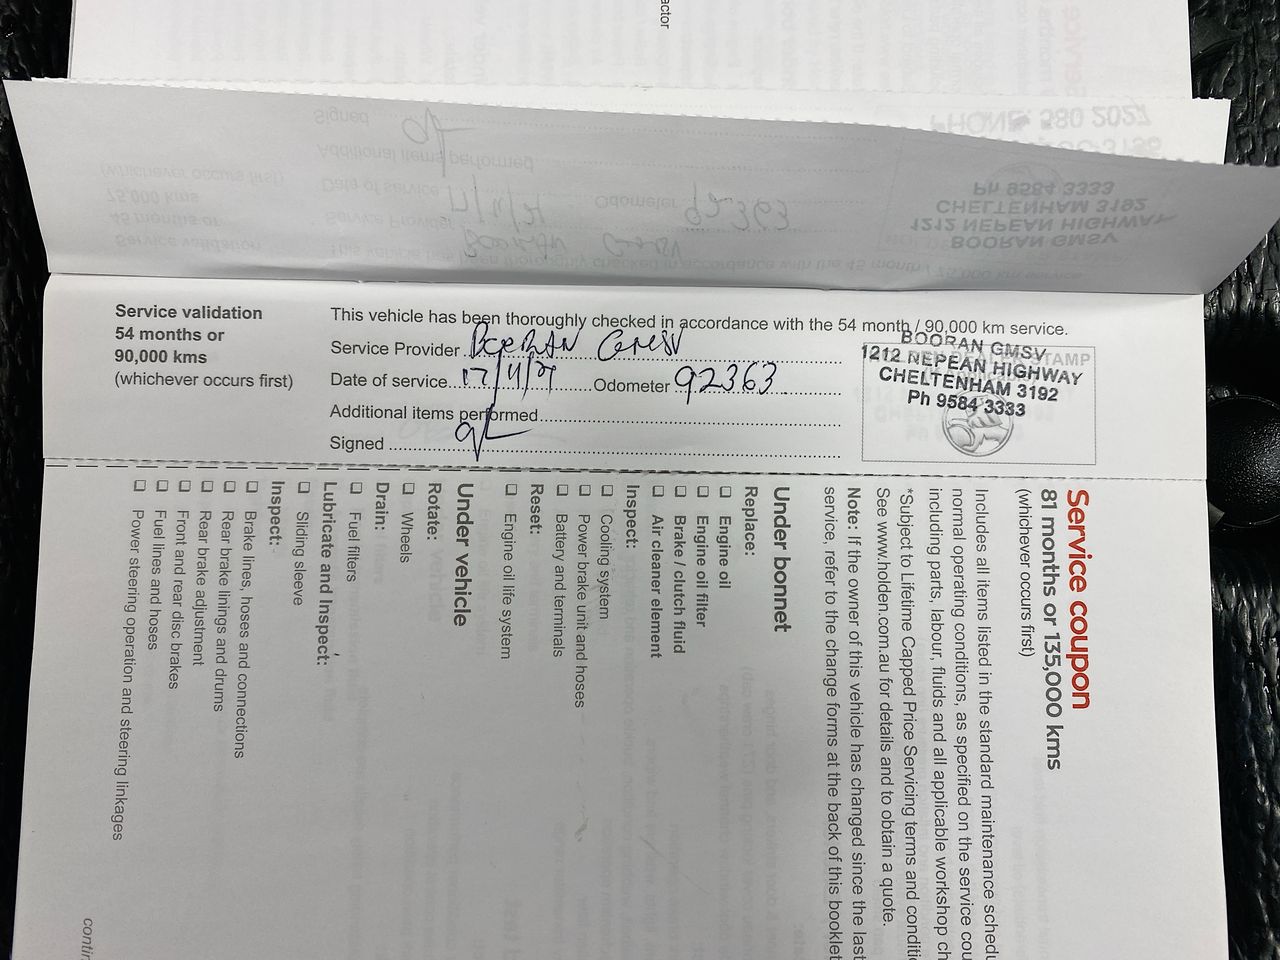 actor
Service validation
54 months or
90,000 kms
(whichever occurs first)
This vehicle has been thoroughly checked in accordance with the 54 month / 90,000 km service.
Service Provider BOORAN GMSV
Date of service 17/11/21 Odometer 92363
Additional items performed
Signed
BOORAN GMSV
1212 NEPEAN HIGHWAY
CHELTENHAM 3192
Ph 9584 3333
Service coupon
81 months or 135,000 kms
(whichever occurs first)
Includes all items listed in the standard maintenance
normal operating conditions, as specified on the service
including parts, labour, fluids and all applicable workshop
*Subject to Lifetime Capped Price Servicing terms and
See www.holden.com.au for details and to obtain a quote.
Note: If the owner of this vehicle has changed since the last
service, refer to the change forms at the back of this booklet
Under bonnet
Replace:
Engine oil
Engine oil filter
Brake / clutch fluid
Air cleaner element
Inspect:
Cooling system
Power brake unit and hoses
Battery and terminals
Reset:
Engine oil life system
Under vehicle
Rotate:
Wheels
Drain:
Fuel filters
Lubricate and Inspect:
Sliding sleeve
Inspect:
Brake lines, hoses and connections
Rear brake linings and drums
Rear brake adjustment
Front and rear disc brakes
Fuel lines and hoses
Power steering operation and steering linkages